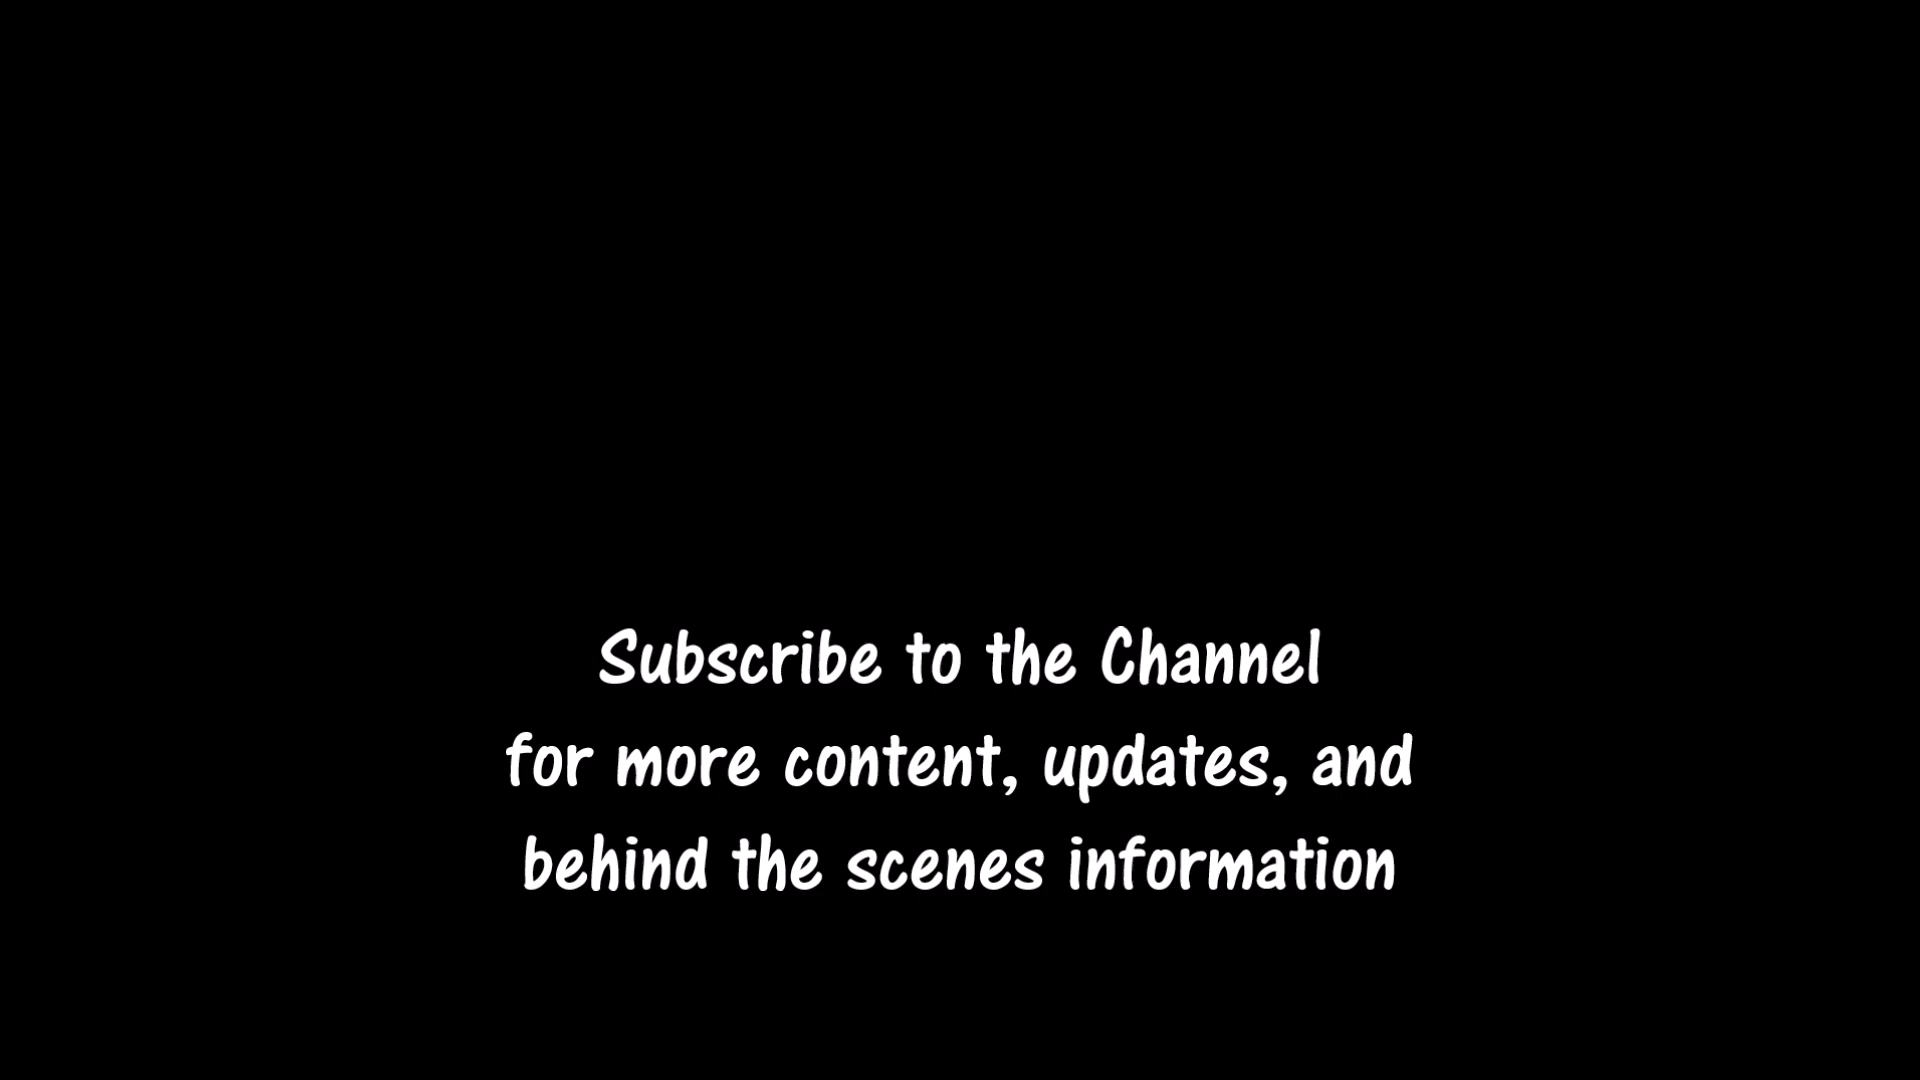 Subscribe to the Channel
for more content, updates, and
behind the scenes information